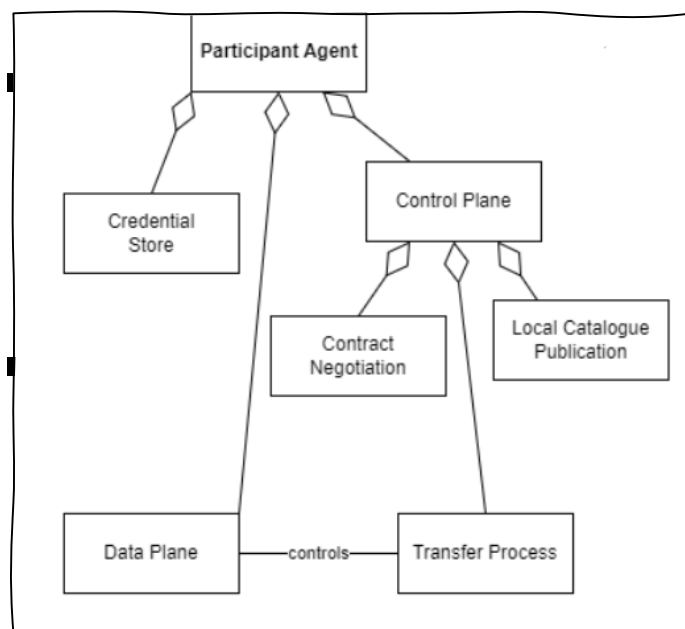 Participant Agent
Credential
Store
Control Plane
Contract
Negotiation
Local Catalogue
Publication
Data Plane
controls
Transfer Process